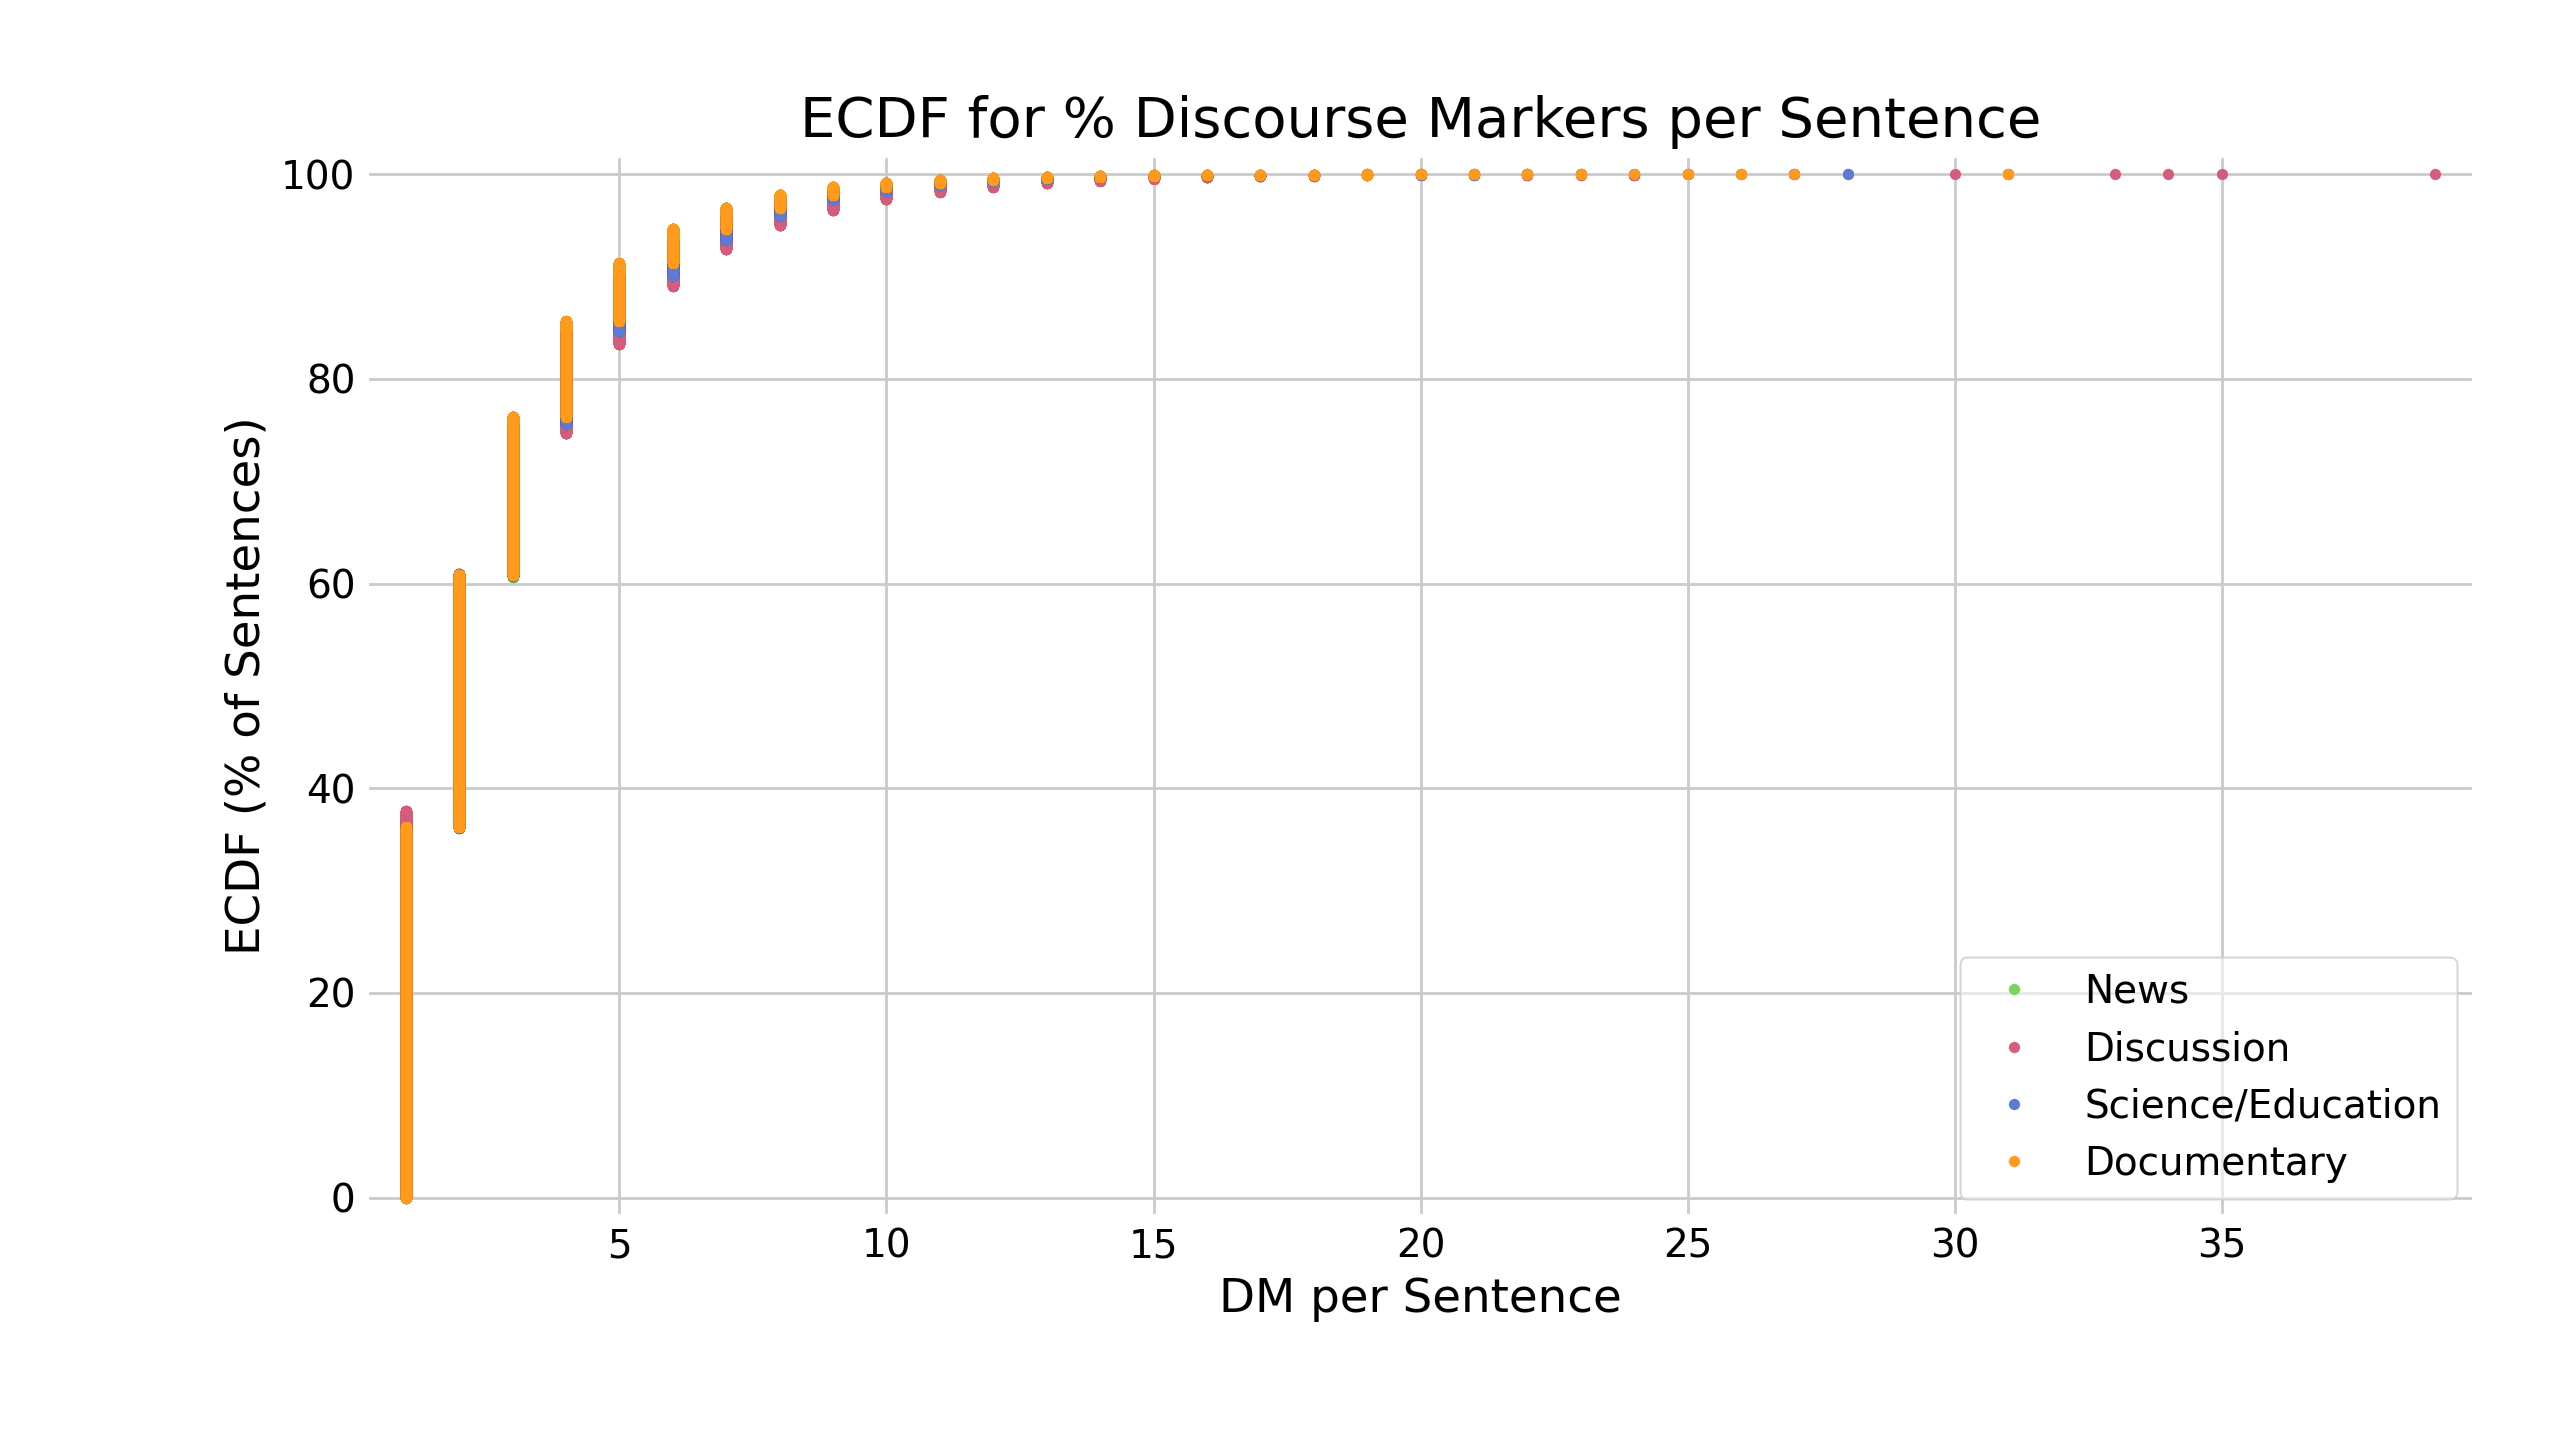 ECDF for % Discourse Markers per Sentence
ECDF (% of Sentences)
100
80
60
40
20
0
5 10 15 20 25 30 35
DM per Sentence
News
Discussion
Science/Education
Documentary